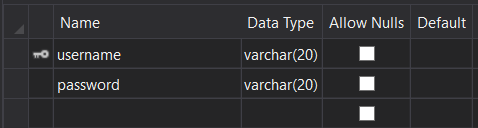 Name Data Type Allow Nulls Default
username varchar(20)
password varchar(20)